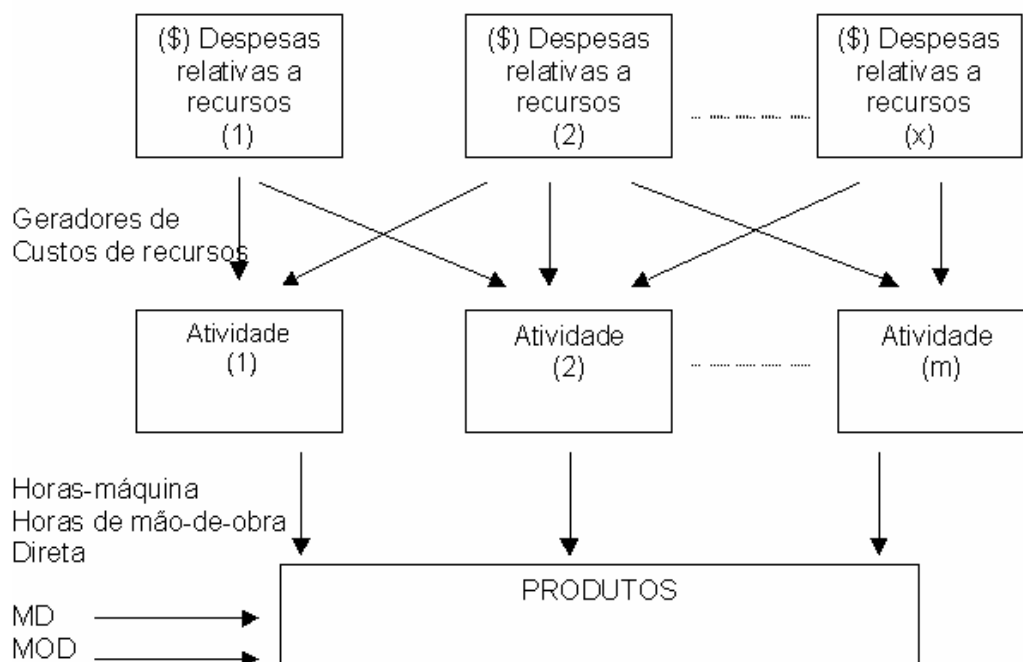 ($) Despesas
relativas a
recursos
(1)
($) Despesas
relativas a
recursos
(2)
($) Despesas
relativas a
recursos
(x)
Geradores de
Custos de recursos
Atividade
(1)
Atividade
(2)
Atividade
(m)
Horas-máquina
Horas de mão-de-obra
Direta
PRODUTOS
MD
MOD